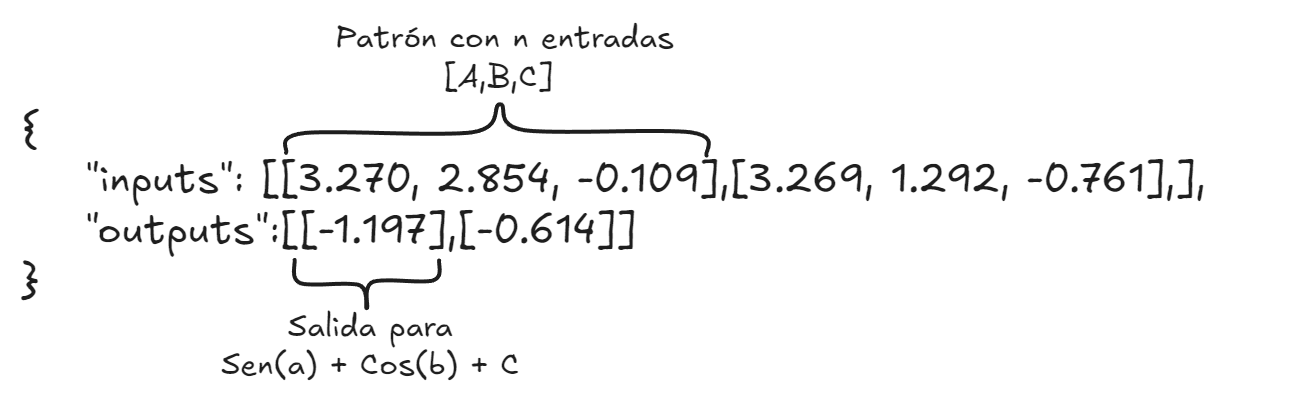 Patrón con n entradas
[A,B,C]
{
"inputs": [[3.270, 2.854, -0.109],[3.269, 1.292, -0.761],],
"outputs":[[-1.197],[-0.614]]
}
Salida para
Sen(a) + Cos(b) + C